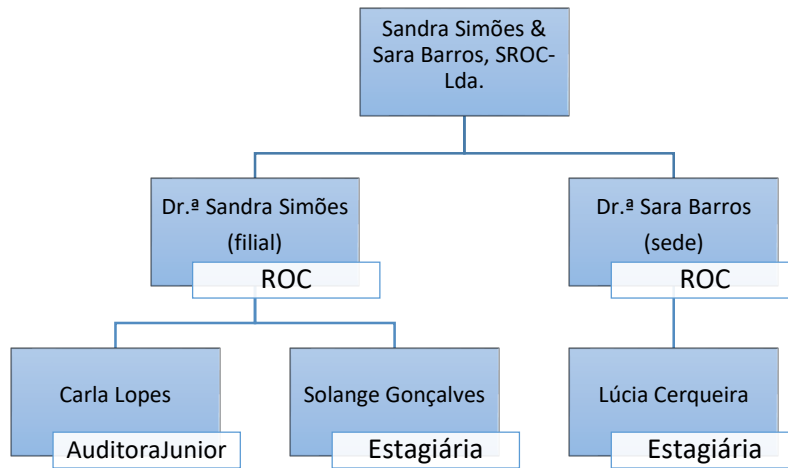 Sandra Simões &
Sara Barros, SROC-
Lda.
Dr.ª Sandra Simões
(filial)
ROC
Dr.ª Sara Barros
(sede)
ROC
Carla Lopes
AuditoraJunior
Solange Gonçalves
Estagiária
Lúcia Cerqueira
Estagiária